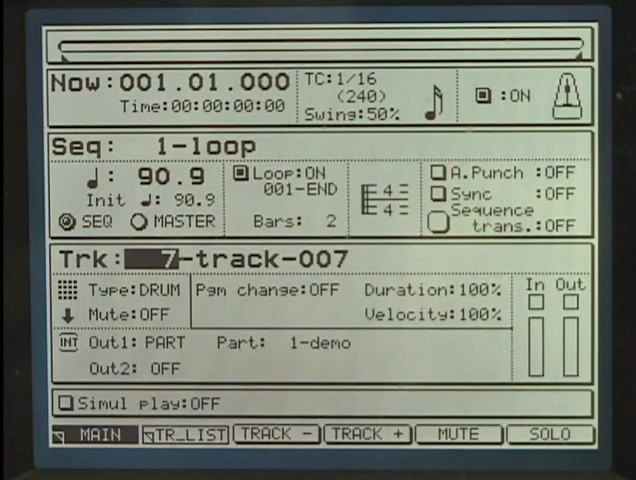 Now:001.01.000
Time:00:00:00:00
TC:1/16
(240)
Swing:50%
:ON
Seq: 1-loop
♩: 90.9
Init ♩: 90.9
SEQ MASTER
Loop:ON
001-END
Bars: 2
4
4
A.Punch :OFF
Sync :OFF
Sequence
trans.:OFF
Trk: 7-track-007
Type:DRUM
Mute:OFF
Pgm change:OFF
Duration:100%
Velocity:100%
In Out
INT Out1: PART Part: 1-demo
Out2: OFF
Simul play:OFF
MAIN TR_LIST TRACK - TRACK + MUTE SOLO